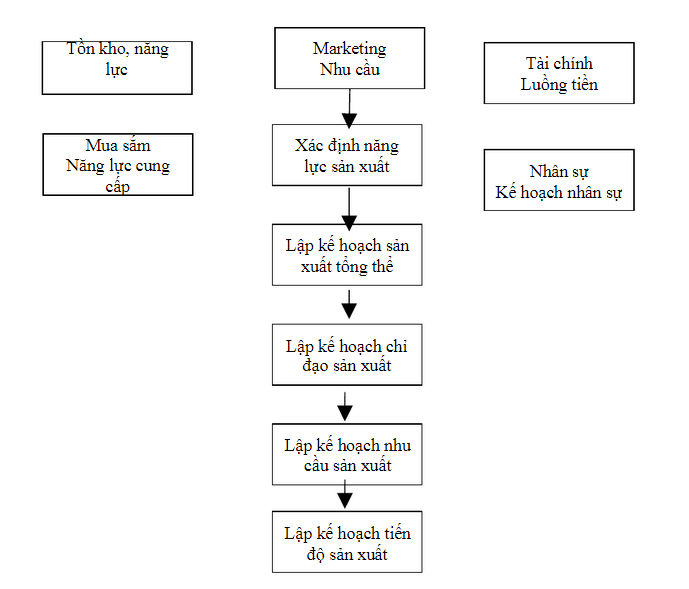 Tồn kho, năng
lực
Marketing
Nhu cầu
Tài chính
Luồng tiền
Mua sắm
Năng lực cung
cấp
Xác định năng
lực sản xuất
Nhân sự
Kế hoạch nhân sự
Lập kế hoạch sản
xuất tổng thể
Lập kế hoạch chỉ
đạo sản xuất
Lập kế hoạch nhu
cầu sản xuất
Lập kế hoạch tiến
độ sản xuất